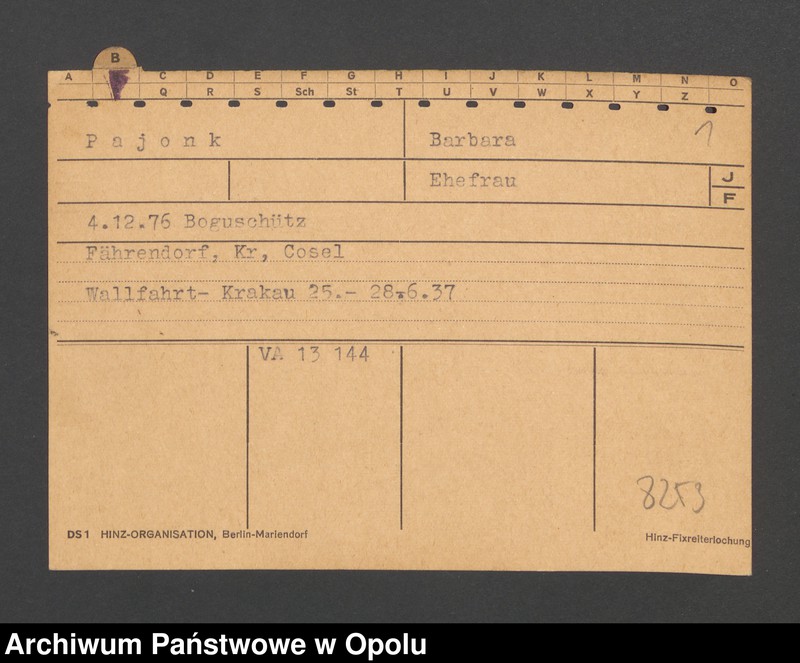 B
A C D E F G H I J K L M N O
Q R S Sch St T U V W X Y Z
Pajonk Barbara 1
Ehefrau J
F
4.12.76 Boguschütz
Fährendorf, Kr, Cosel
Wallfahrt- Krakau 25.- 28.6.37
VA 13 144
8253
DS1 HINZ-ORGANISATION, Berlin-Mariendorf Hinz-Fixreiterlochung
Archiwum Państwowe w Opolu